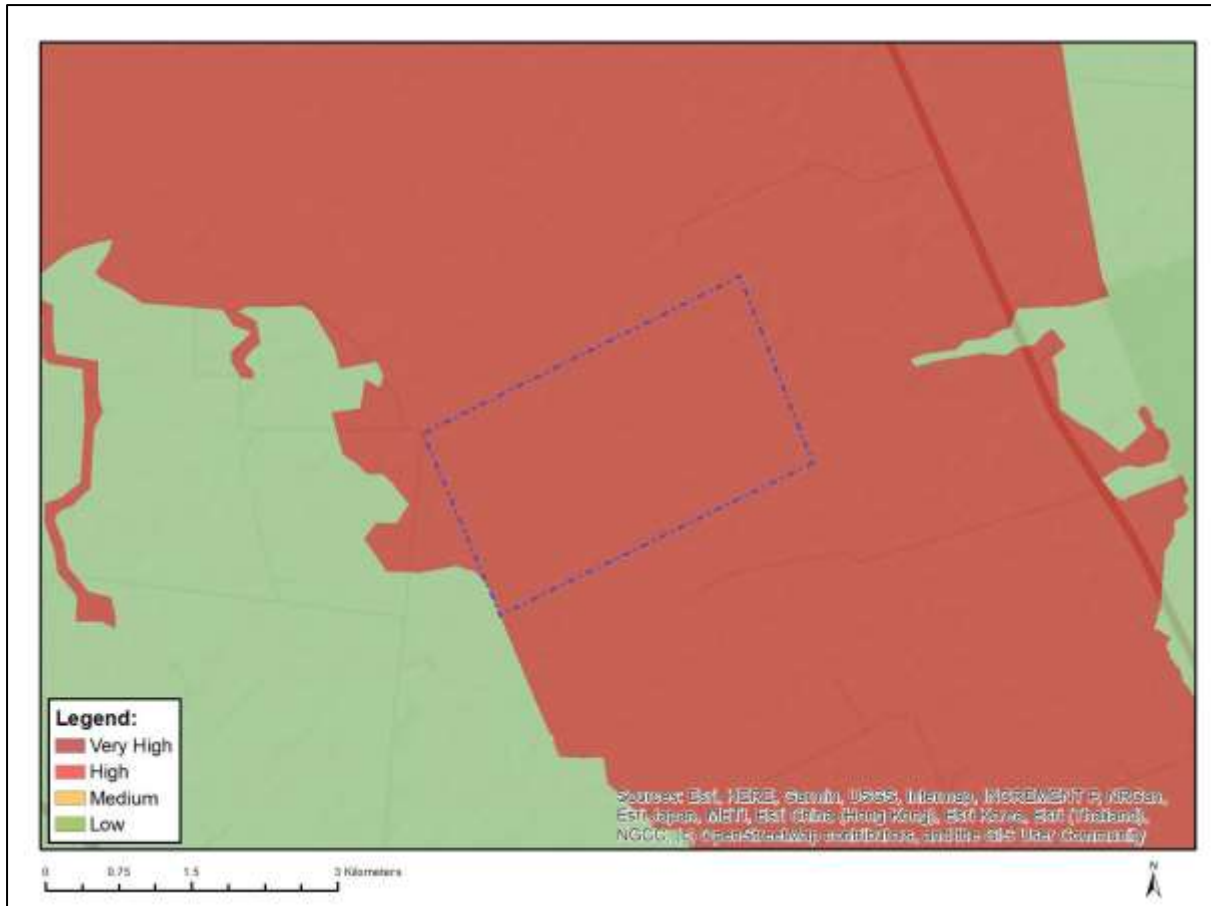 Legend:
Very High
High
Medium
Low
Sources: Esri, HERE, Garmin, USGS, Intermap, INCREMENT P, NRCan,
Esri Japan, METI, Esri China (Hong Kong), Esri Korea, Esri (Thailand),
NGCC, (c) OpenStreetMap contributors, and the GIS User Community
0 0.75 1.5 3 Kilometers
N